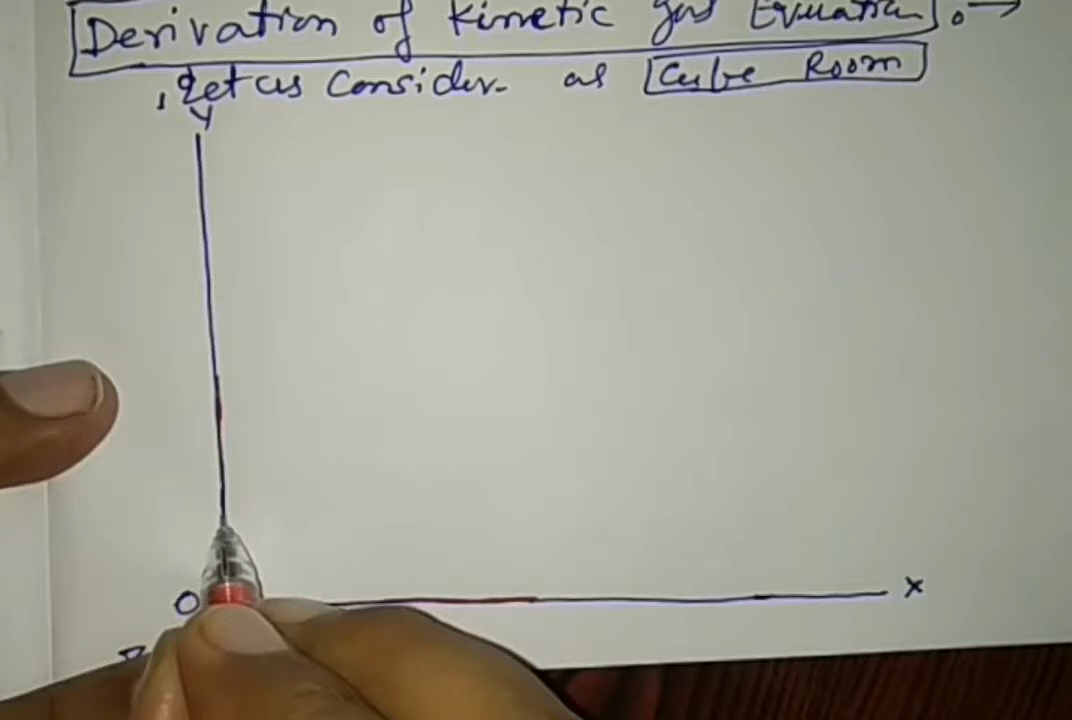 Derivation of Kinetic gas Equation :→
Let us Consider as Cube Room
Y
O
X
Z